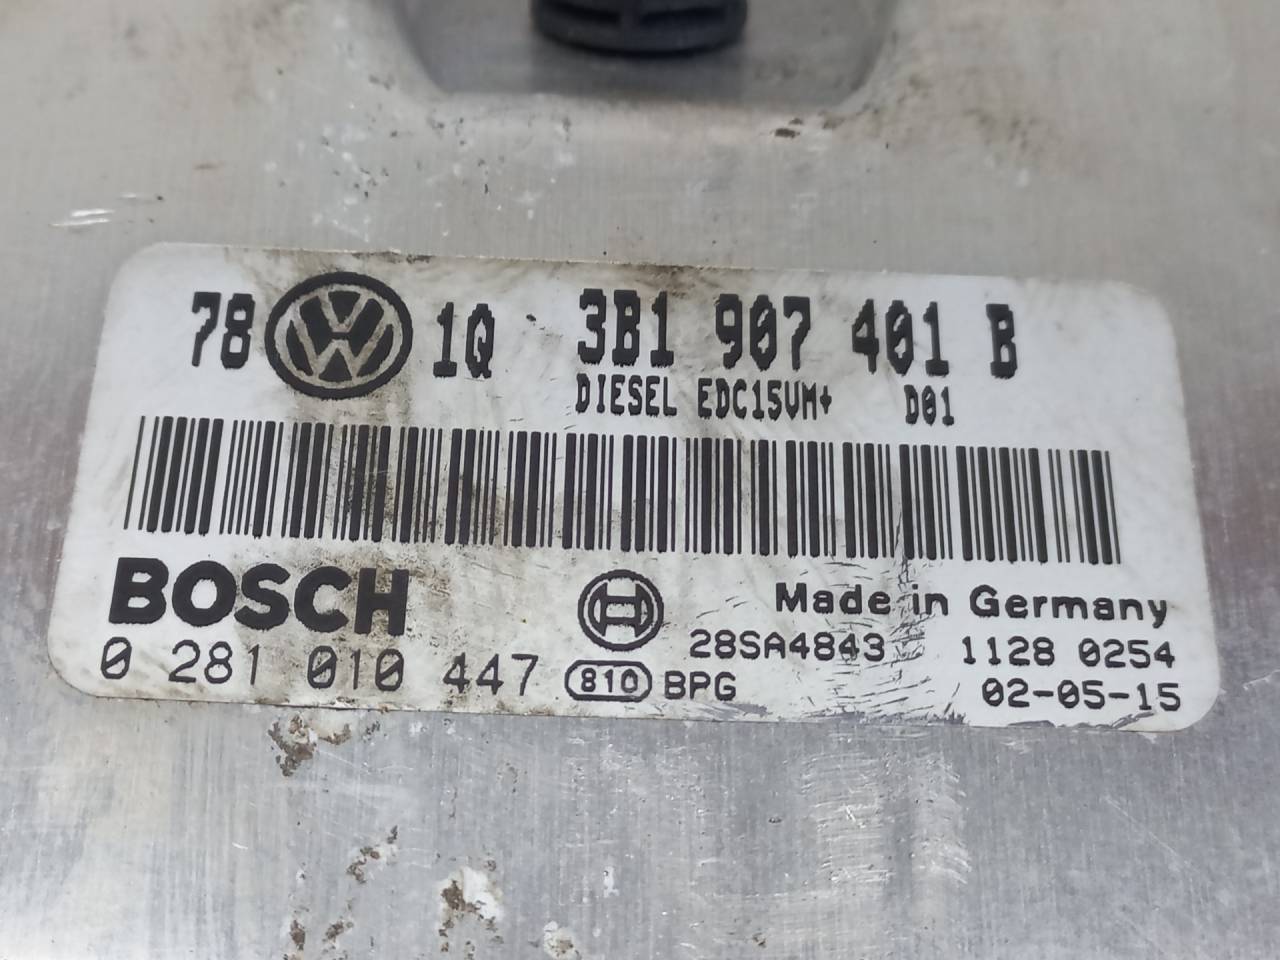 78 VW 1Q 3B1 907 401 B
DIESEL EDC15VM+ D01
BOSCH
Made in Germany
28SA4843 1128 0254
0 281 010 447 810 BPG 02-05-15